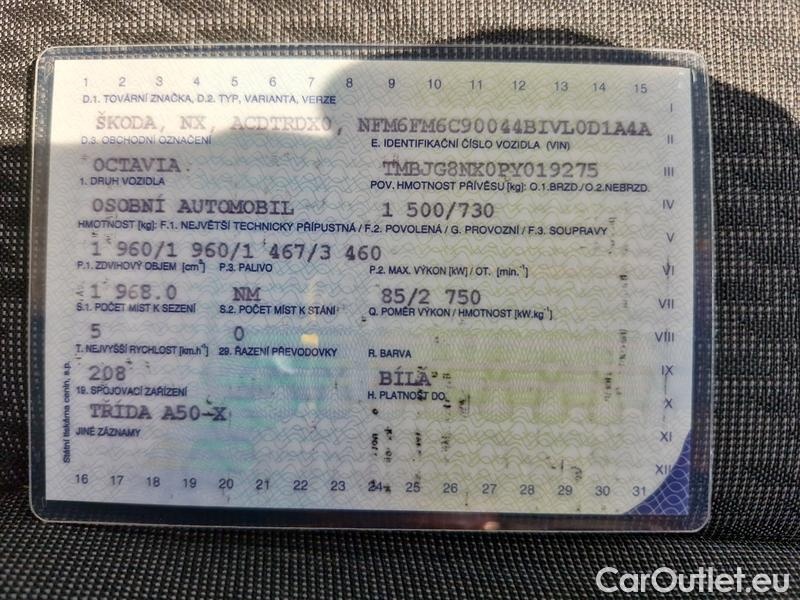 1 2 3 4 5 6 7 8 9 10 11 12 13 14 15
D.1. TOVÁRNÍ ZNAČKA, D.2. TYP, VARIANTA, VERZE
I
ŠKODA, NX, ACDTRDX0, NFM6FM6C90044BIVL0D1A4A
D.3. OBCHODNÍ OZNAČENÍ E. IDENTIFIKAČNÍ ČÍSLO VOZIDLA (VIN) II
OCTAVIA TMBJG8NX0PY019275 III
1. DRUH VOZIDLA POV. HMOTNOST PŘÍVĚSU [kg]: O.1.BRZD./O.2.NEBRZD.
OSOBNÍ AUTOMOBIL 1 500/730 IV
HMOTNOST [kg]: F.1. NEJVĚTŠÍ TECHNICKY PŘÍPUSTNÁ / F.2. POVOLENÁ / G. PROVOZNÍ / F.3. SOUPRAVY
V
1 960/1 960/1 467/3 460
P.1. ZDVIHOVÝ OBJEM [cm³] P.3. PALIVO P.2. MAX. VÝKON [kW] / OT. [min.⁻¹] VI
1 968.0 NM 85/2 750
S.1. POČET MÍST K SEZENÍ S.2. POČET MÍST K STÁNÍ Q. POMĚR VÝKON / HMOTNOST [kW.kg⁻¹] VII
5 0 VIII
T. NEJVYŠŠÍ RYCHLOST [km.h⁻¹] 29. ŘAZENÍ PŘEVODOVKY R. BARVA
208 BÍLÁ IX
19. SPOJOVACÍ ZAŘÍZENÍ H. PLATNOST DO
TŘÍDA A50-X X
JINÉ ZÁZNAMY XI
XII
16 17 18 19 20 21 22 23 24 25 26 27 28 29 30 31
Státní tiskárna cenin, s.p.
CarOutlet.eu